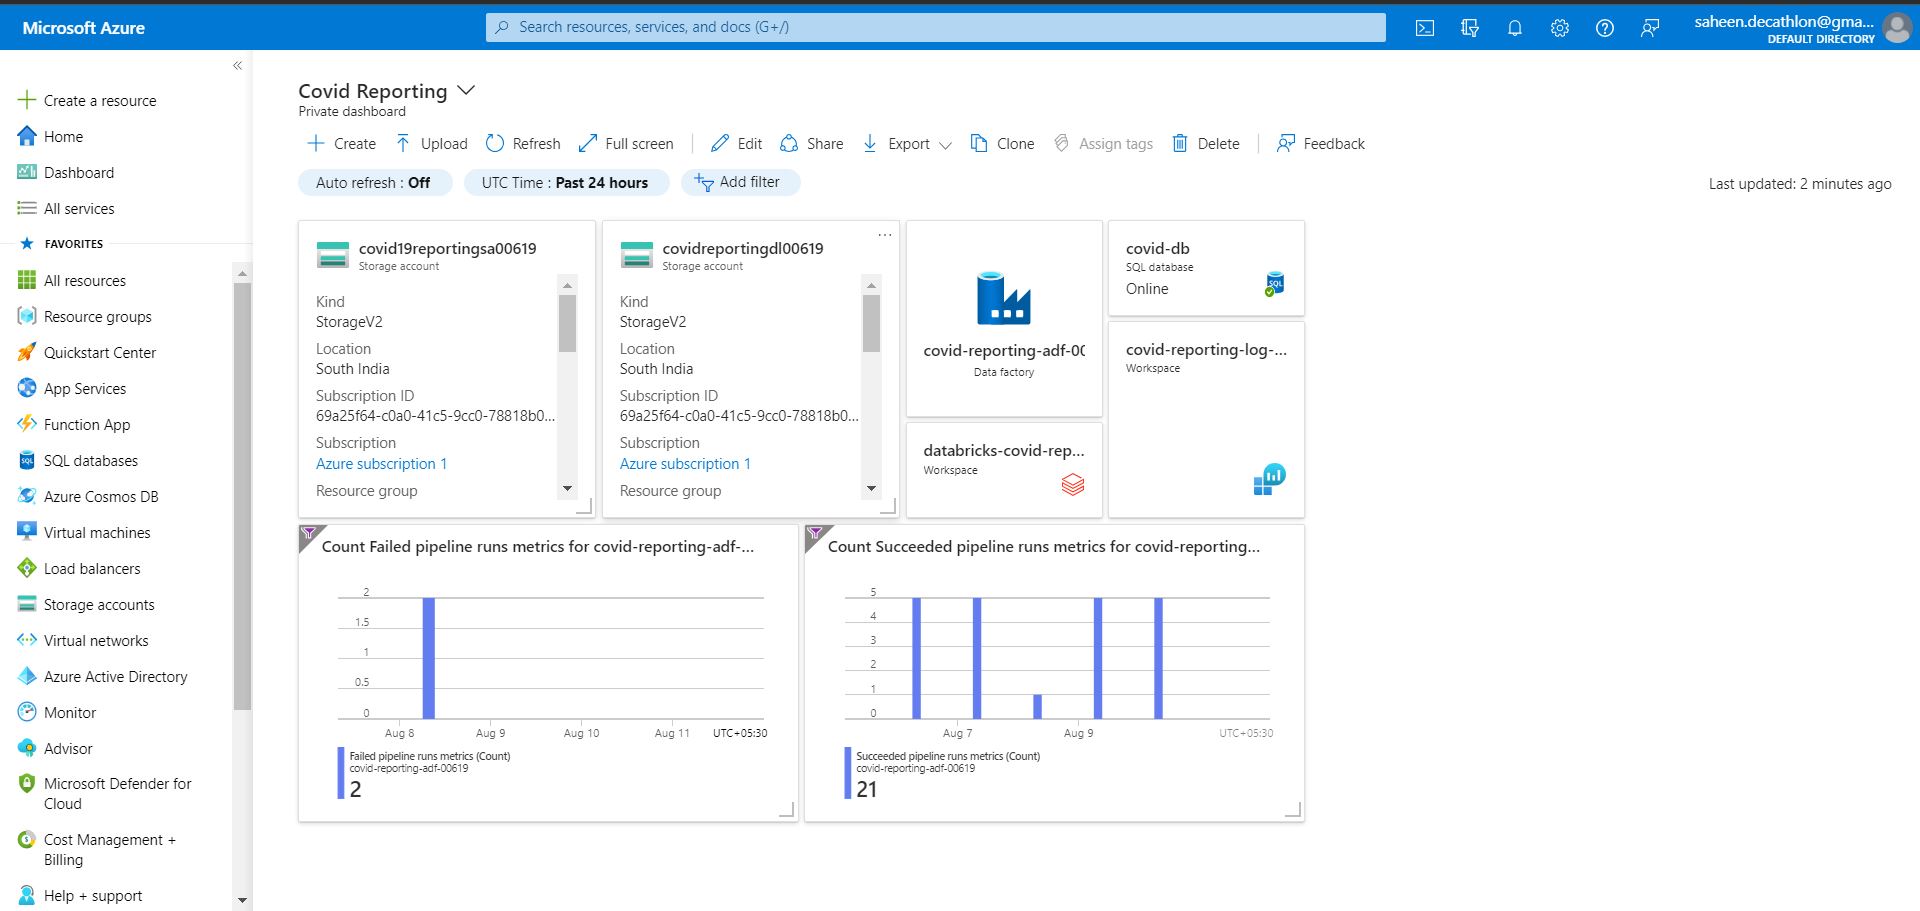 Microsoft Azure
Search resources, services, and docs (G+/)
saheen.decathlon@gma...
DEFAULT DIRECTORY
Create a resource
Home
Dashboard
All services
FAVORITES
All resources
Resource groups
Quickstart Center
App Services
Function App
SQL databases
Azure Cosmos DB
Virtual machines
Load balancers
Storage accounts
Virtual networks
Azure Active Directory
Monitor
Advisor
Microsoft Defender for
Cloud
Cost Management +
Billing
Help + support
Covid Reporting
Private dashboard
Create Upload Refresh Full screen Edit Share Export Clone Assign tags Delete Feedback
Auto refresh : Off UTC Time : Past 24 hours Add filter
Last updated: 2 minutes ago
covid19reportingsa00619
Storage account
Kind
StorageV2
Location
South India
Subscription ID
69a25f64-c0a0-41c5-9cc0-78818b0...
Subscription
Azure subscription 1
Resource group
covidreportingdl00619
Storage account
Kind
StorageV2
Location
South India
Subscription ID
69a25f64-c0a0-41c5-9cc0-78818b0...
Subscription
Azure subscription 1
Resource group
covid-reporting-adf-00
Data factory
databricks-covid-rep...
Workspace
covid-db
SQL database
Online
SQL
covid-reporting-log-...
Workspace
Count Failed pipeline runs metrics for covid-reporting-adf-...
2
1.5
1
0.5
0
Aug 8 Aug 9 Aug 10 Aug 11 UTC+05:30
Failed pipeline runs metrics (Count)
covid-reporting-adf-00619
2
Count Succeeded pipeline runs metrics for covid-reporting...
5
4
3
2
1
0
Aug 7 Aug 9 UTC+05:30
Succeeded pipeline runs metrics (Count)
covid-reporting-adf-00619
21